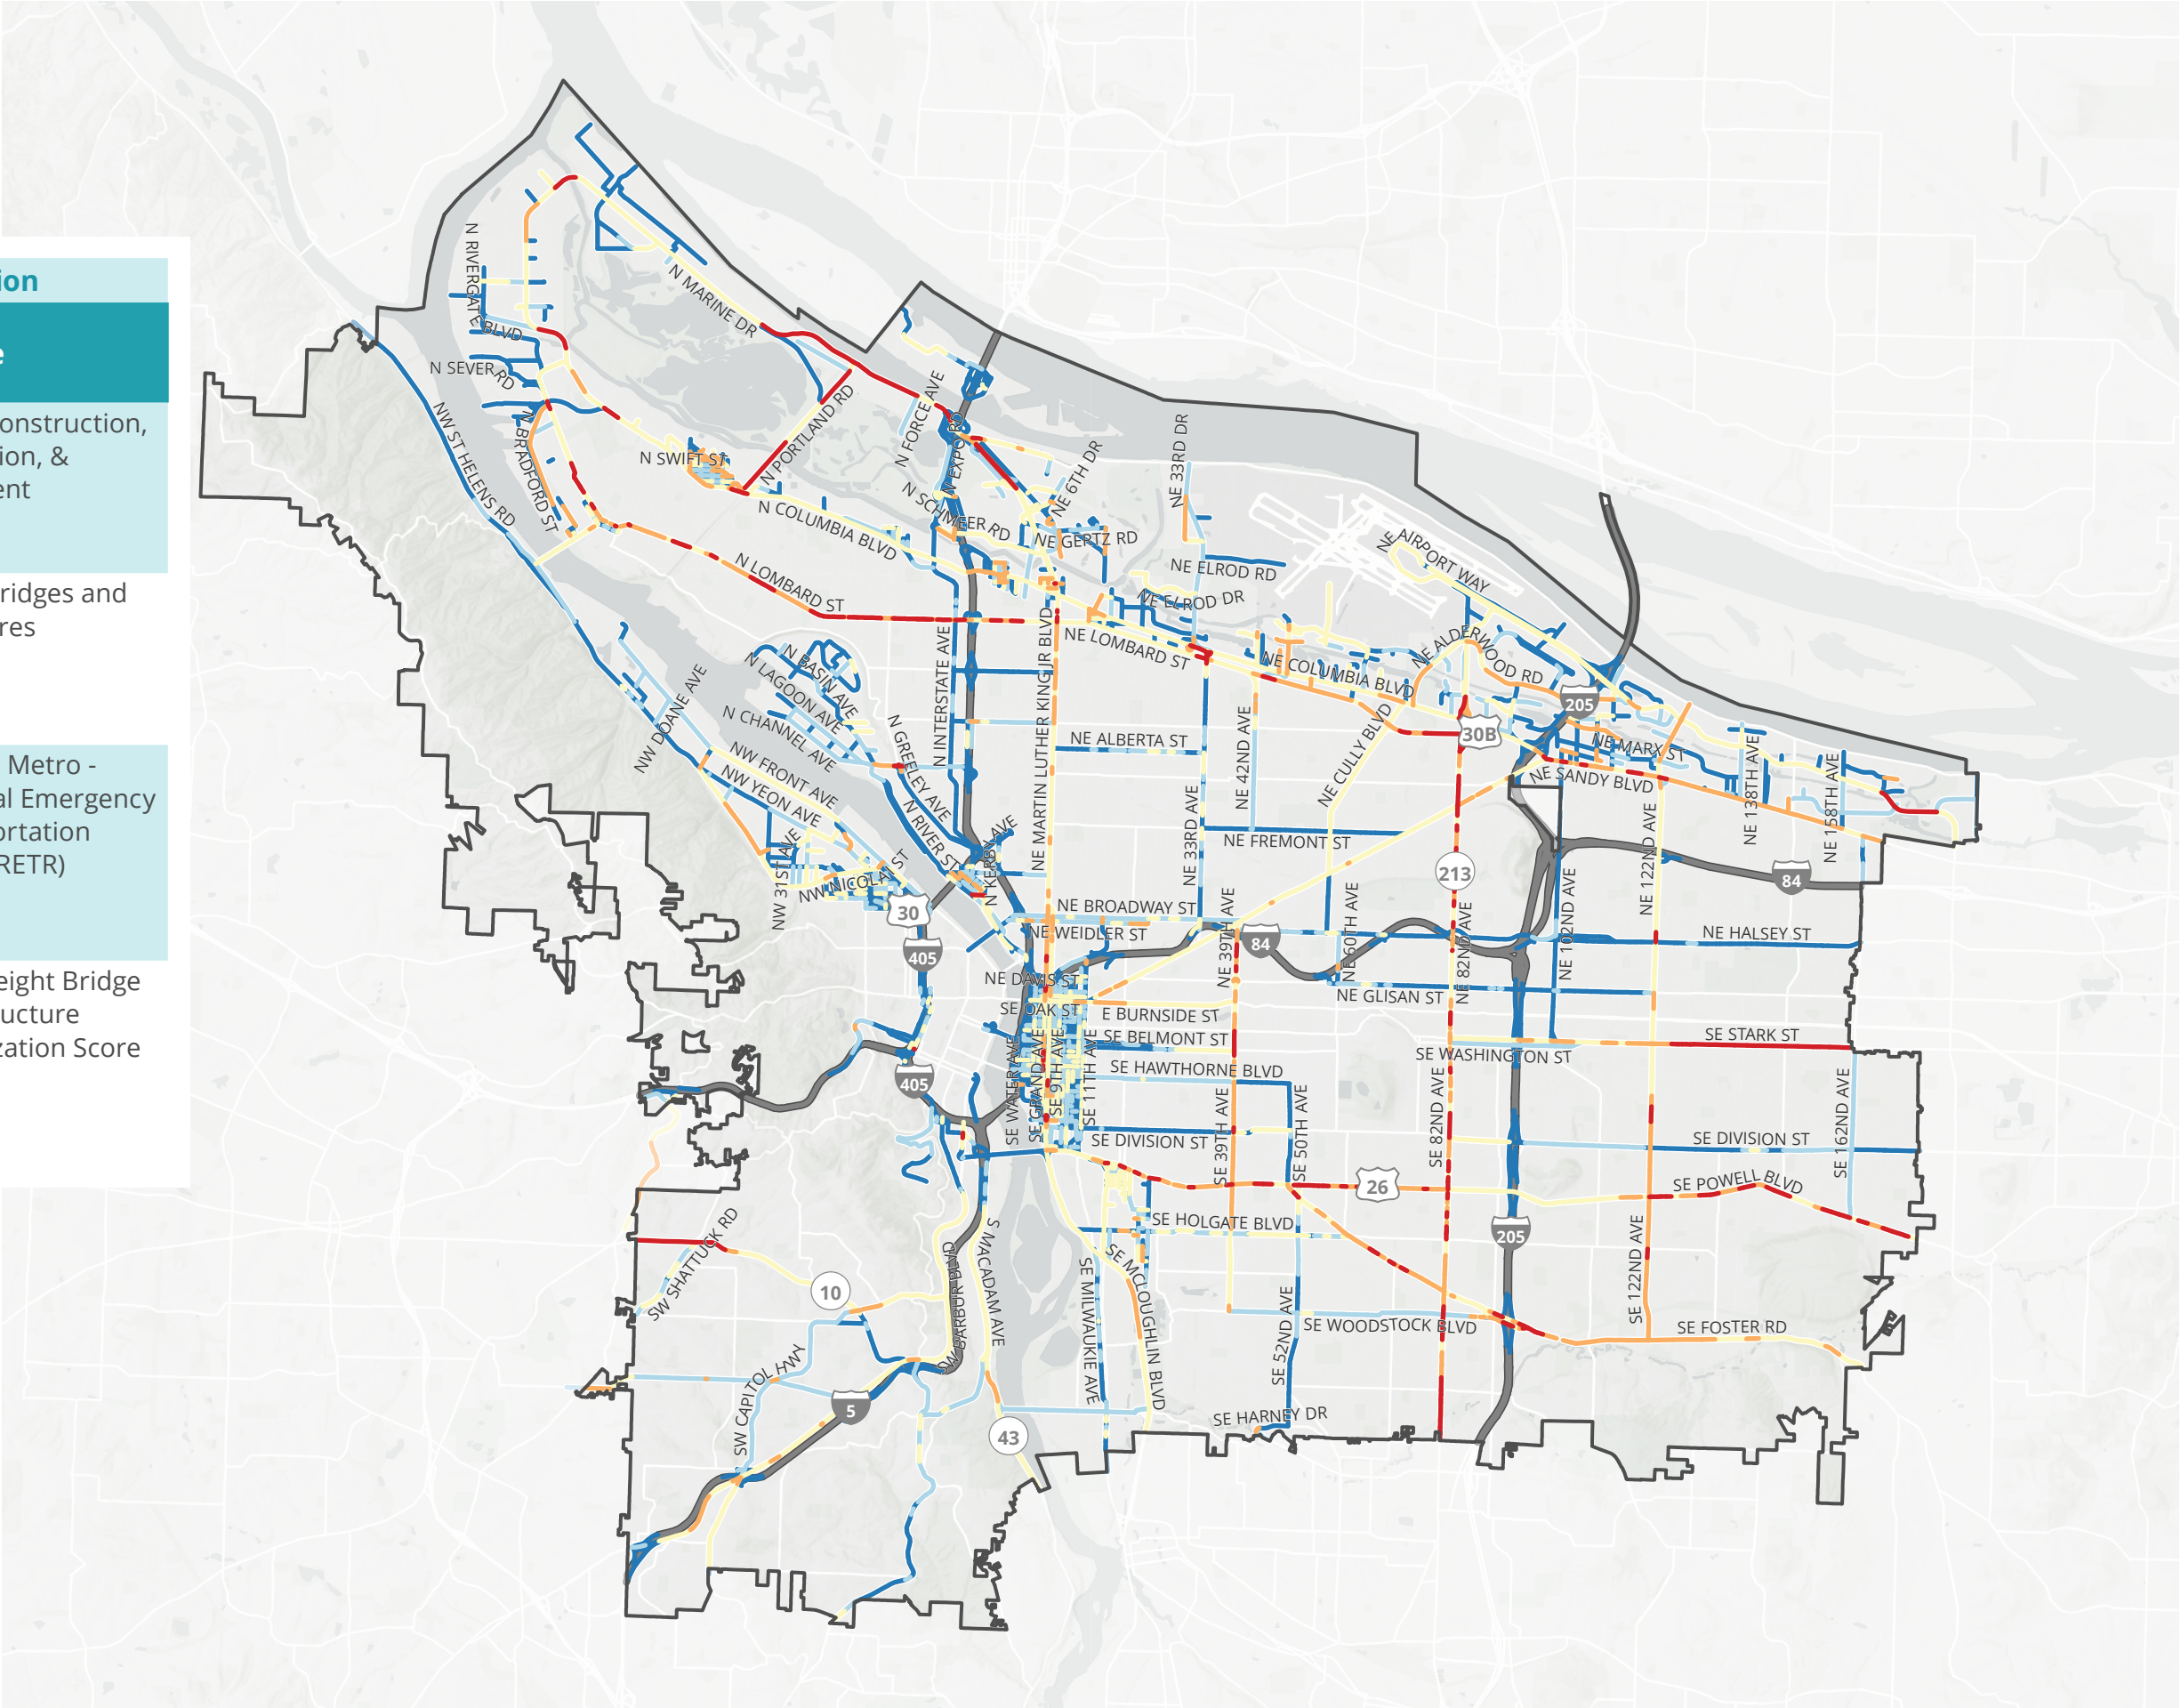 ion
e
onstruction,
ion, &
ent
ridges and
res
Metro -
al Emergency
ortation
RETR)
eight Bridge
ucture
zation Score
N RIVERGATE BLVD
N SEVER RD
N MARINE DR
N PORTLAND RD
N FORCE AVE
N EXPO RD
N SWIFT ST
N BRADFORD ST
NW ST HELENS RD
N COLUMBIA BLVD
N SCHMEER RD
NE 6TH DR
NE GERTZ RD
NE 33RD DR
NE ELROD RD
NE ELROD DR
NE AIRPORT WAY
N LOMBARD ST
NE LOMBARD ST
NE COLUMBIA BLVD
NE ALDERWOOD RD
205
30B
N BASIN AVE
N LAGOON AVE
N CHANNEL AVE
N GREELEY AVE
N INTERSTATE AVE
NE MARTIN LUTHER KING JR BLVD
NE ALBERTA ST
NE 42ND AVE
NE CULLY BLVD
NE MARX ST
NE SANDY BLVD
NE 138TH AVE
NE 158TH AVE
NW DOANE AVE
NW FRONT AVE
NW YEON AVE
N RIVER ST
N KERBY AVE
NE 33RD AVE
NE FREMONT ST
NE 122ND AVE
213
84
NW 31ST AVE
NW NICOLAI ST
30
405
NE BROADWAY ST
NE WEIDLER ST
NE 39TH AVE
84
NE 60TH AVE
NE 82ND AVE
NE 102ND AVE
NE HALSEY ST
NE DAVIS ST
NE GLISAN ST
SE OAK ST
E BURNSIDE ST
SE BELMONT ST
SE STARK ST
SE WASHINGTON ST
405
SE HAWTHORNE BLVD
SE WATER AVE
SE GRAND AVE
SE 9TH AVE
SE 11TH AVE
SE DIVISION ST
SE 39TH AVE
SE 50TH AVE
SE 82ND AVE
SE DIVISION ST
SE 162ND AVE
26
SE POWELL BLVD
SE HOLGATE BLVD
205
SE 122ND AVE
SW SHATTUCK RD
10
SW BARBUR BLVD
S MACADAM AVE
SE MILWAUKIE AVE
SE MCLOUGHLIN BLVD
SE 52ND AVE
SE WOODSTOCK BLVD
SE FOSTER RD
SW CAPITOL HWY
5
43
SE HARNEY DR